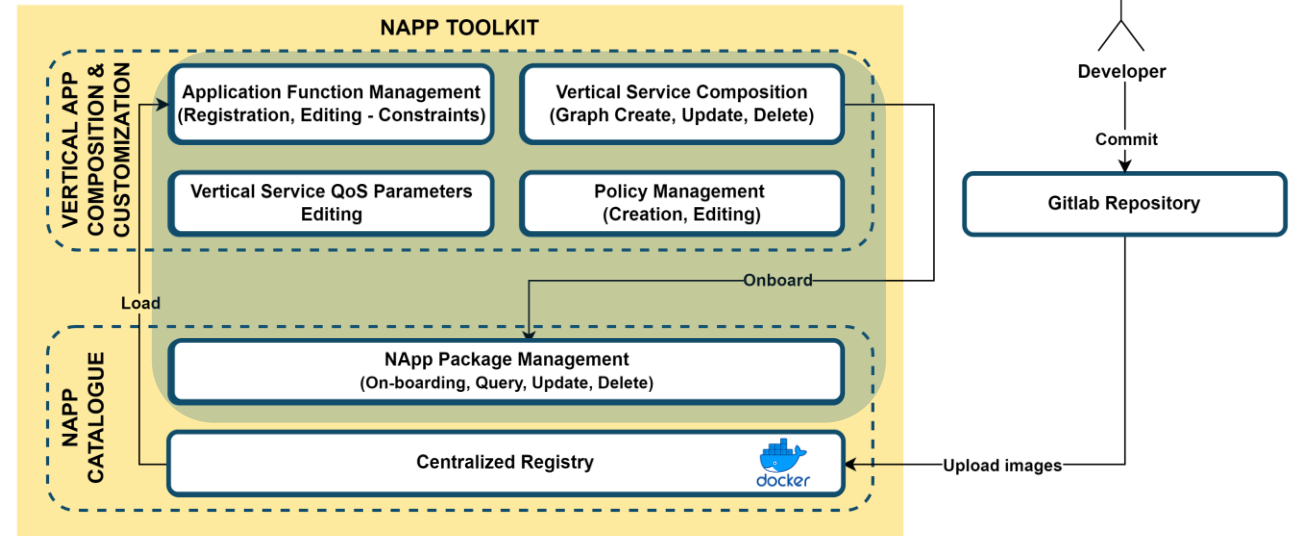 NAPP TOOLKIT
VERTICAL APP
COMPOSITION &
CUSTOMIZATION
Application Function Management
(Registration, Editing - Constraints)
Vertical Service Composition
(Graph Create, Update, Delete)
Vertical Service QoS Parameters
Editing
Policy Management
(Creation, Editing)
Developer
Commit
Gitlab Repository
Onboard
Load
NAPP
CATALOGUE
NApp Package Management
(On-boarding, Query, Update, Delete)
Centralized Registry
docker
Upload images